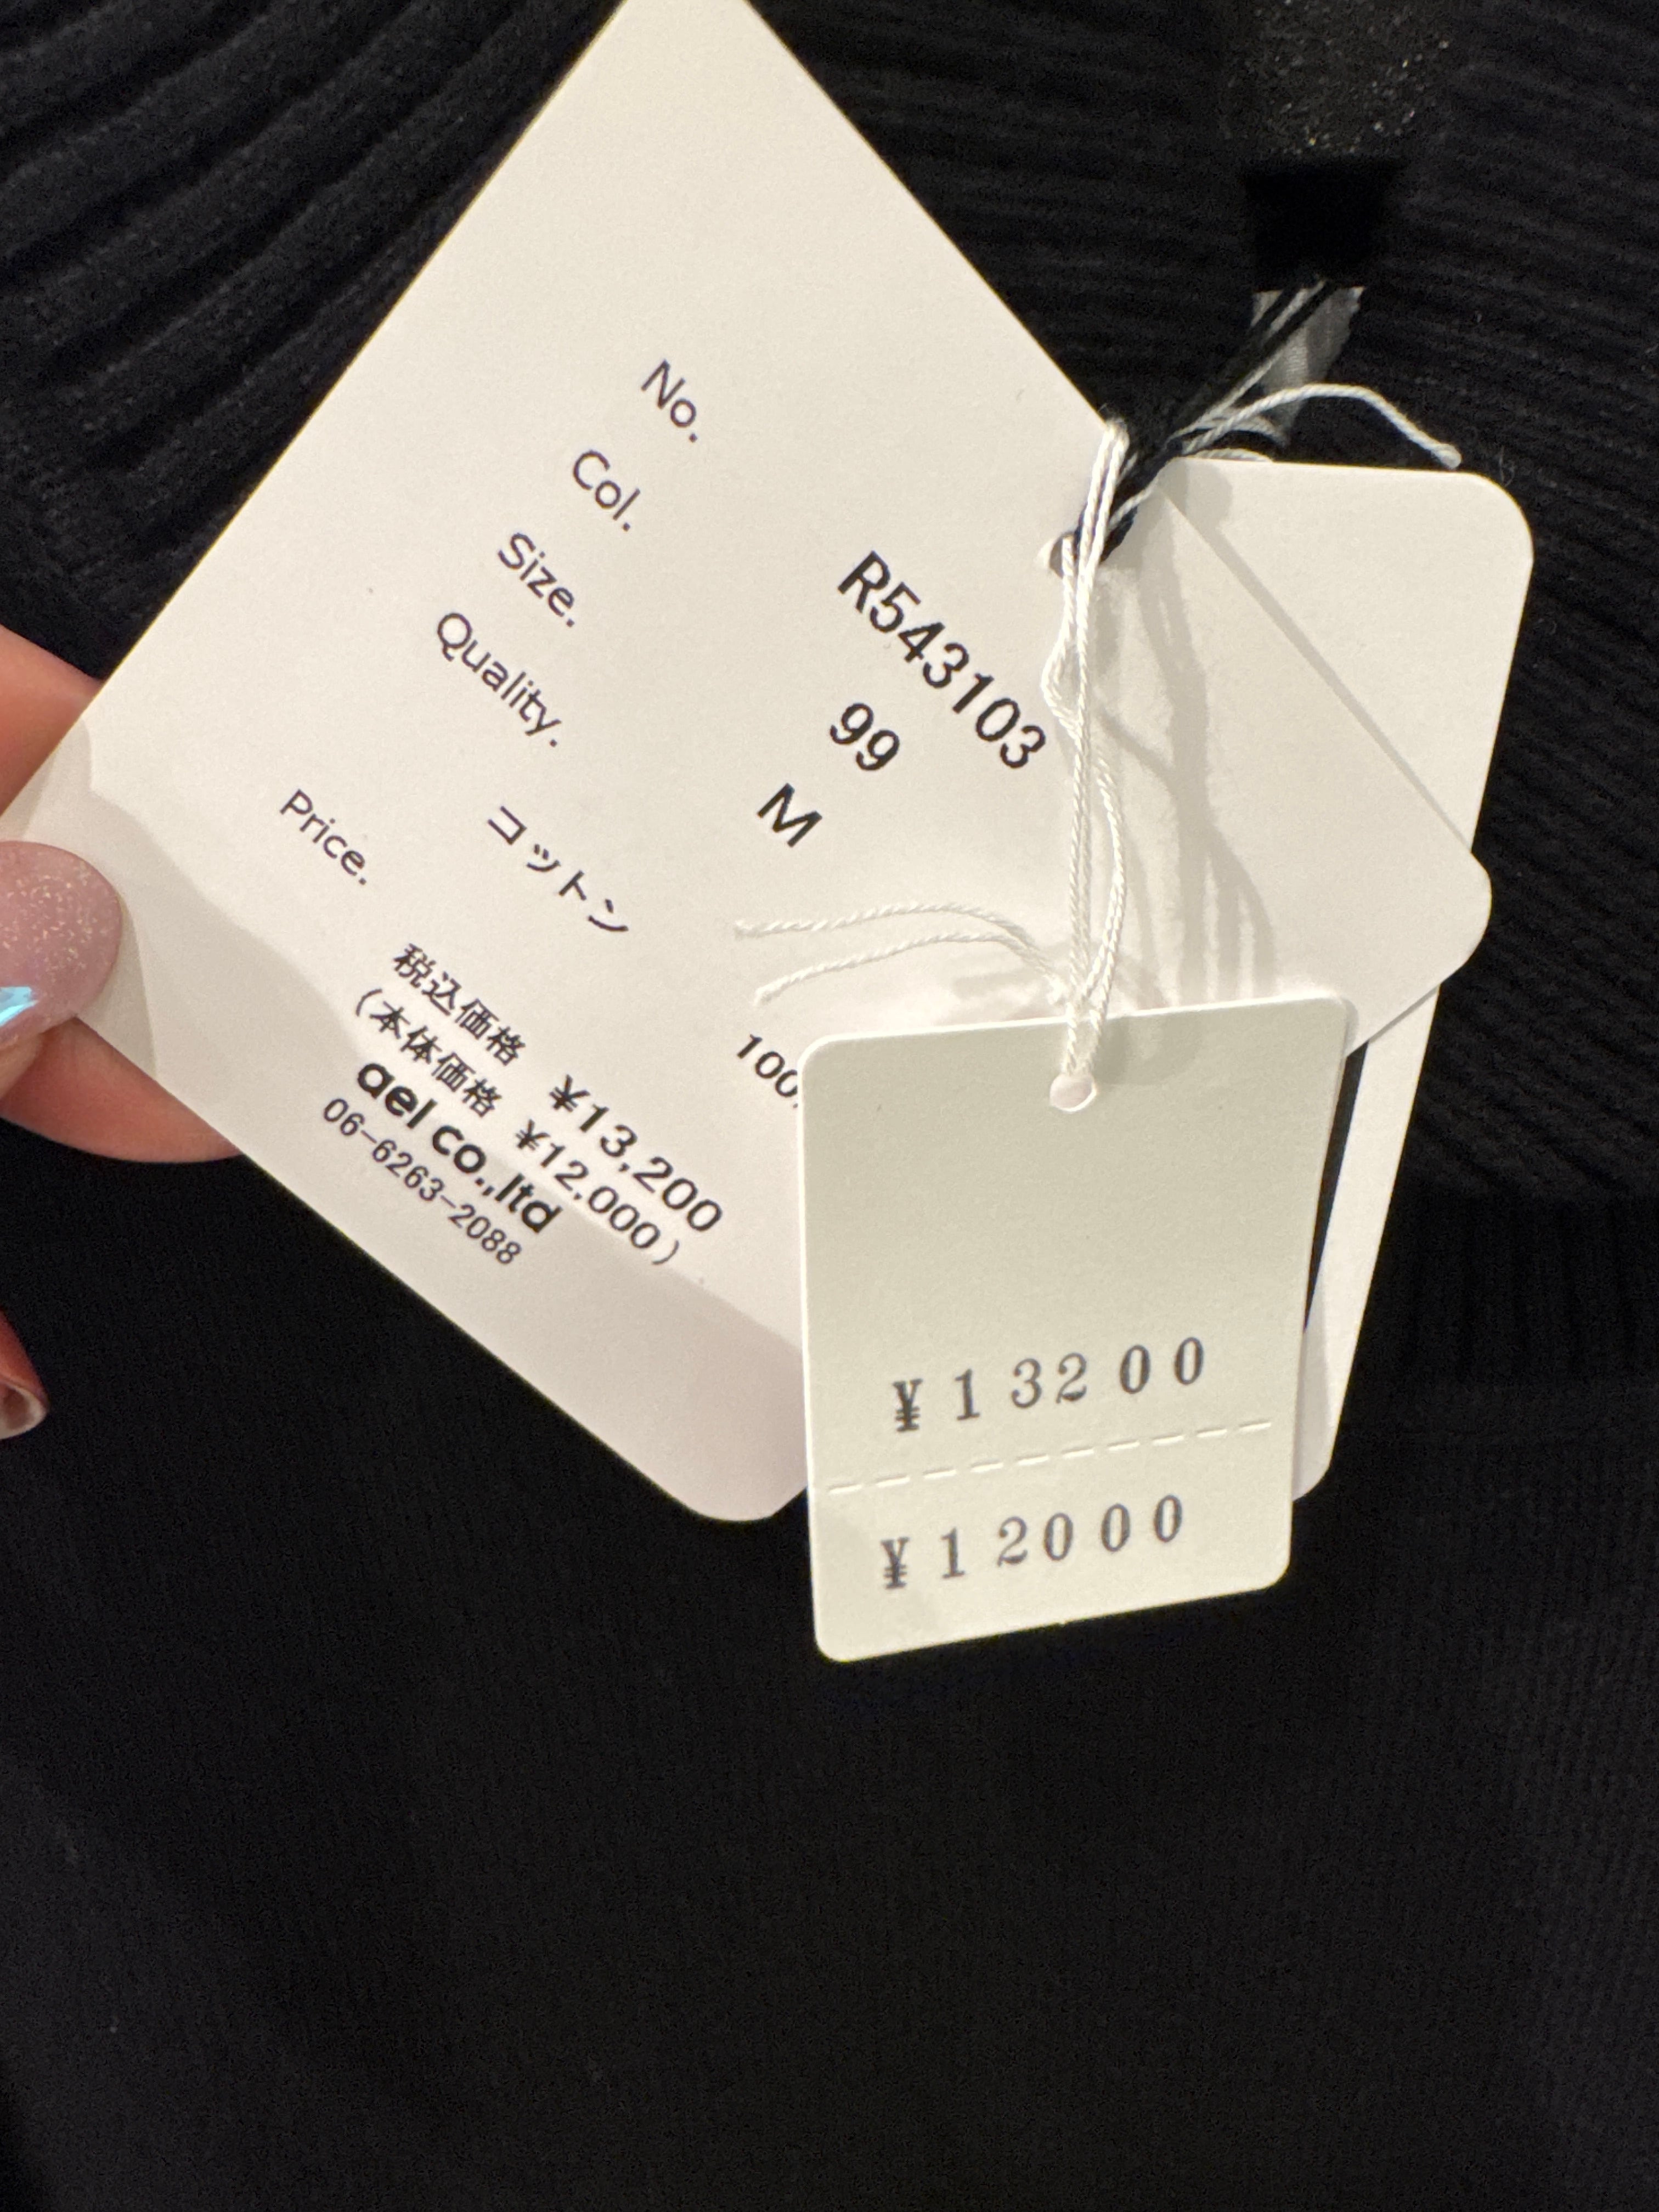 No. R543103
Col. 99
Size. M
Quality.
コットン 100
Price.
税込価格 ¥13,200
(本体価格 ¥12,000)
ael co.,ltd
06-6263-2088
¥13200
¥12000